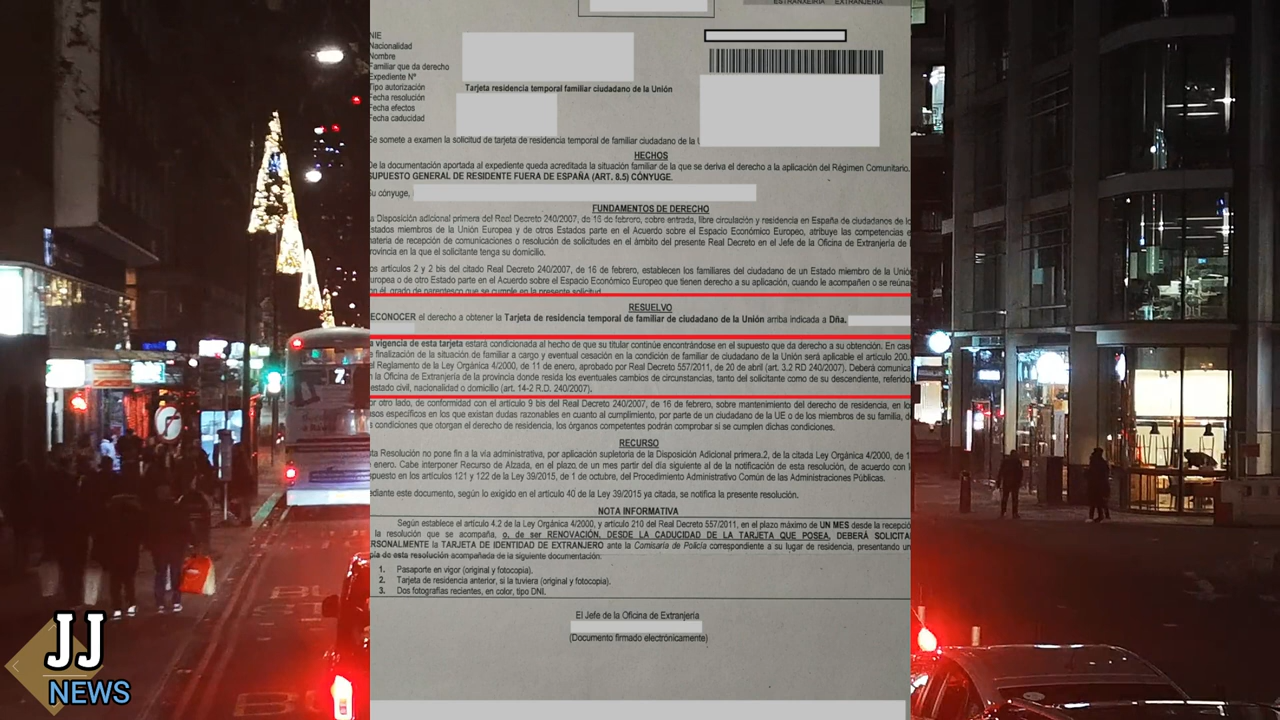 ESTRANXEIRÍA EXTRANJERÍA
NIE
Nacionalidad
Nombre
Familiar que da derecho
Expediente Nº
Tipo autorización Tarjeta residencia temporal familiar ciudadano de la Unión
Fecha resolución
Fecha efectos
Fecha caducidad
Se somete a examen la solicitud de tarjeta de residencia temporal de familiar ciudadano de la
HECHOS
De la documentación aportada al expediente queda acreditada la situación familiar de la que se deriva el derecho a la aplicación del Régimen Comunitario.
SUPUESTO GENERAL DE RESIDENTE FUERA DE ESPAÑA (ART. 8.5) CÓNYUGE.
Su cónyuge,
FUNDAMENTOS DE DERECHO
Disposición adicional primera del Real Decreto 240/2007, de 16 de febrero, sobre entrada, libre circulación y residencia en España de ciudadanos de
stados miembros de la Unión Europea y de otros Estados parte en el Acuerdo sobre el Espacio Económico Europeo, atribuye las competencias e
materia de recepción de comunicaciones o resolución de solicitudes en el ámbito del presente Real Decreto en el Jefe de la Oficina de Extranjería de
rovincia en la que el solicitante tenga su domicilio.
os artículos 2 y 2 bis del citado Real Decreto 240/2007, de 16 de febrero, establecen los familiares del ciudadano de un Estado miembro de la Unió
uropea o de otro Estado parte en el Acuerdo sobre el Espacio Económico Europeo que tienen derecho a su aplicación, cuando le acompañen o se reúna
on él, grado de parentesco que se cumple en la presente solicitud.
RESUELVO
ECONOCER el derecho a obtener la Tarjeta de residencia temporal de familiar de ciudadano de la Unión arriba indicada a Dña.
a vigencia de esta tarjeta estará condicionada al hecho de que su titular continúe encontrándose en el supuesto que da derecho a su obtención. En cas
e finalización de la situación de familiar a cargo y eventual cesación en la condición de familiar de ciudadano de la Unión será aplicable el artículo 200.
el Reglamento de la Ley Orgánica 4/2000, de 11 de enero, aprobado por Real Decreto 557/2011, de 20 de abril (art. 3.2 RD 240/2007). Deberá comunica
la Oficina de Extranjería de la provincia donde resida los eventuales cambios de circunstancias, tanto del solicitante como de su descendiente, referido
estado civil, nacionalidad o domicilio (art. 14-2 R.D. 240/2007).
or otro lado, de conformidad con el artículo 9 bis del Real Decreto 240/2007, de 16 de febrero, sobre mantenimiento del derecho de residencia, en lo
asos específicos en los que existan dudas razonables en cuanto al cumplimiento, por parte de un ciudadano de la UE o de los miembros de su familia, d
s condiciones que otorgan el derecho de residencia, los órganos competentes podrán comprobar si se cumplen dichas condiciones.
RECURSO
sta Resolución no pone fin a la vía administrativa, por aplicación supletoria de la Disposición Adicional primera.2, de la citada Ley Orgánica 4/2000, de 1
enero. Cabe interponer Recurso de Alzada, en el plazo de un mes partir del día siguiente al de la notificación de esta resolución, de acuerdo con
spuesto en los artículos 121 y 122 de la Ley 39/2015, de 1 de octubre, del Procedimiento Administrativo Común de las Administraciones Públicas.
ediante este documento, según lo exigido en el artículo 40 de la Ley 39/2015 ya citada, se notifica la presente resolución.
NOTA INFORMATIVA
Según establece el artículo 4.2 de la Ley Orgánica 4/2000, y artículo 210 del Real Decreto 557/2011, en el plazo máximo de UN MES desde la recepció
la resolución que se acompaña, o, de ser RENOVACIÓN, DESDE LA CADUCIDAD DE LA TARJETA QUE POSEA, DEBERÁ SOLICITA
RSONALMENTE la TARJETA DE IDENTIDAD DE EXTRANJERO ante la Comisaría de Policía correspondiente a su lugar de residencia, presentando un
pia de esta resolución acompañada de la siguiente documentación:
1. Pasaporte en vigor (original y fotocopia).
2. Tarjeta de residencia anterior, si la tuviera (original y fotocopia).
3. Dos fotografías recientes, en color, tipo DNI.
El Jefe de la Oficina de Extranjería
(Documento firmado electrónicamente)
JJ
NEWS